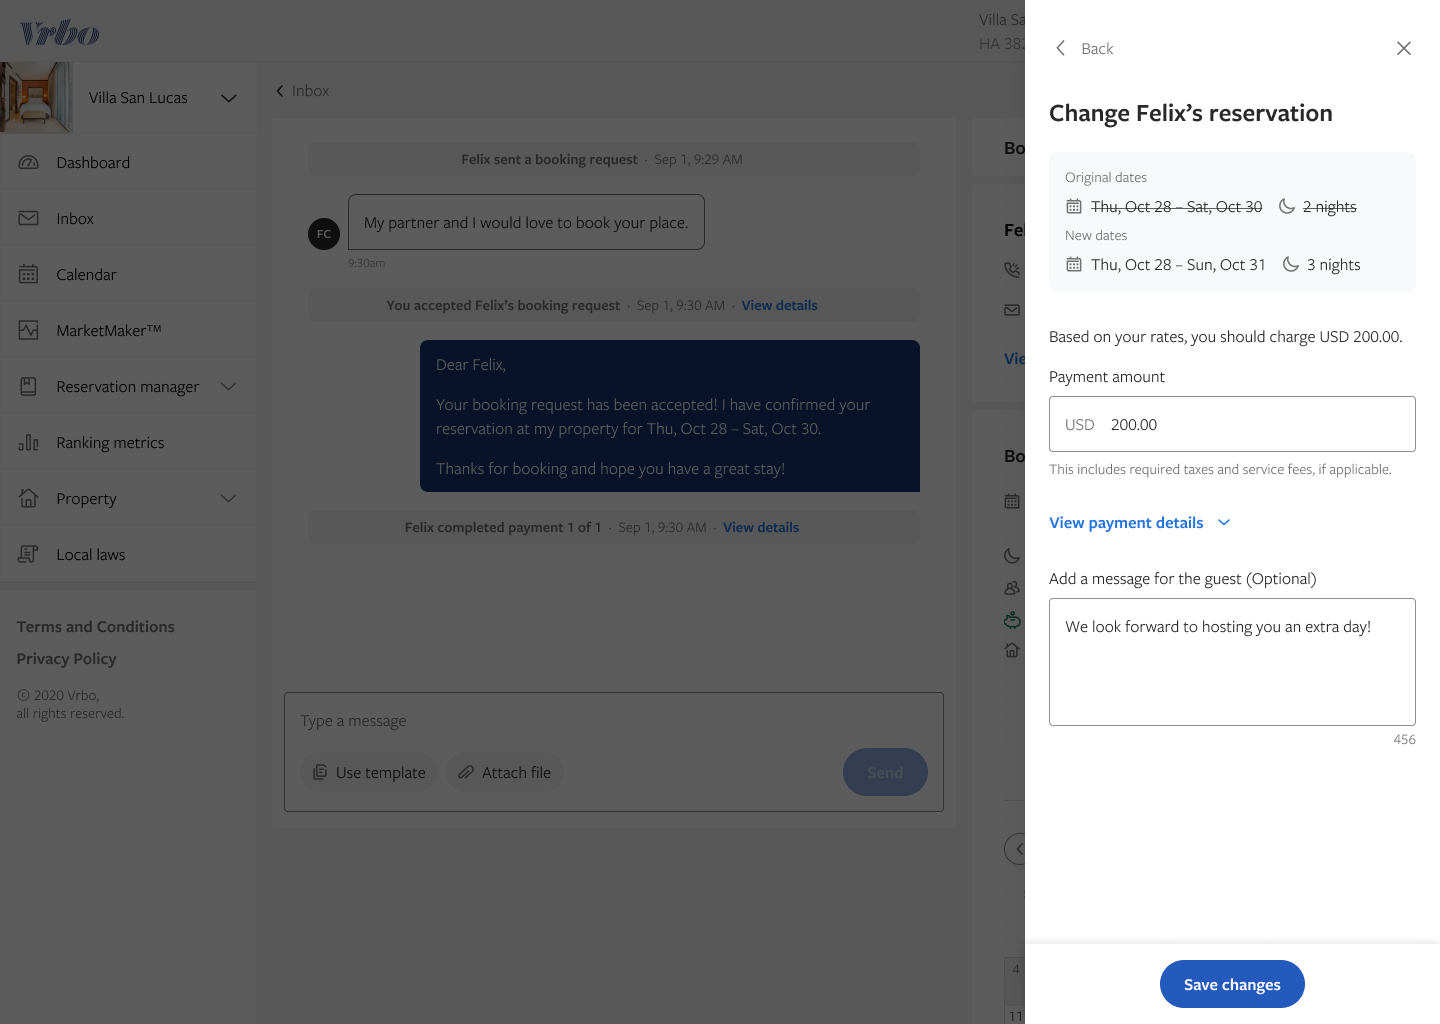 Vrbo
Villa Sa
HA 382
Villa San Lucas
Dashboard
Inbox
Calendar
MarketMaker™
Reservation manager
Ranking metrics
Property
Local laws
Terms and Conditions
Privacy Policy
© 2020 Vrbo,
all rights reserved.
Inbox
Felix sent a booking request · Sep 1, 9:29 AM
FC
My partner and I would love to book your place.
9:30am
You accepted Felix's booking request · Sep 1, 9:30 AM · View details
Dear Felix,
Your booking request has been accepted! I have confirmed your
reservation at my property for Thu, Oct 28 – Sat, Oct 30.
Thanks for booking and hope you have a great stay!
Felix completed payment 1 of 1 · Sep 1, 9:30 AM · View details
Type a message
Use template
Attach file
Send
Bo
Fel
Vie
Bo
4
11
Back
Change Felix’s reservation
Original dates
Thu, Oct 28 – Sat, Oct 30 2 nights
New dates
Thu, Oct 28 – Sun, Oct 31 3 nights
Based on your rates, you should charge USD 200.00.
Payment amount
USD 200.00
This includes required taxes and service fees, if applicable.
View payment details
Add a message for the guest (Optional)
We look forward to hosting you an extra day!
456
Save changes